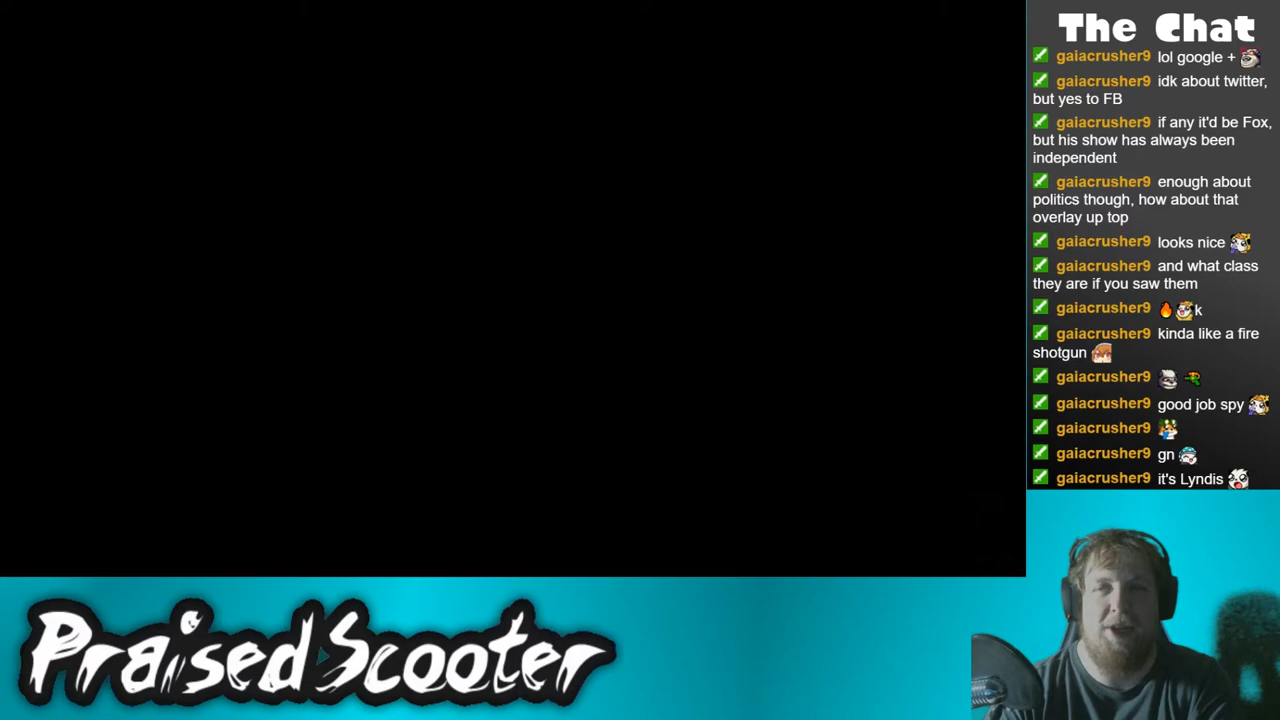 The Chat
gaiacrusher9 lol google +
gaiacrusher9 idk about twitter,
but yes to FB
gaiacrusher9 if any it'd be Fox,
but his show has always been
independent
gaiacrusher9 enough about
politics though, how about that
overlay up top
gaiacrusher9 looks nice
gaiacrusher9 and what class
they are if you saw them
gaiacrusher9 k
gaiacrusher9 kinda like a fire
shotgun
gaiacrusher9
gaiacrusher9 good job spy
gaiacrusher9
gaiacrusher9 gn
gaiacrusher9 it's Lyndis
PraisedScooter